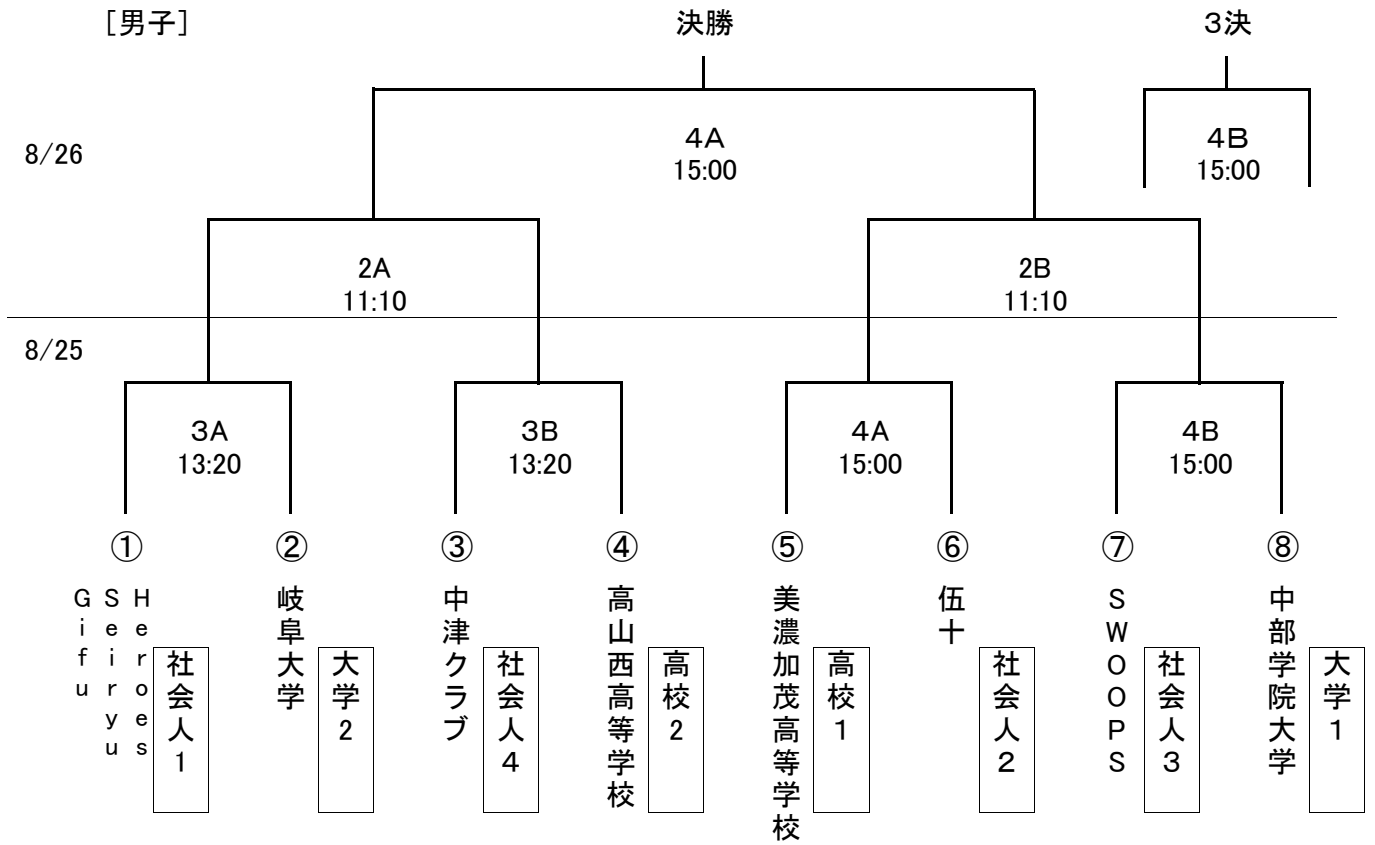 ［男子］
決勝
３決
8/26
４Ａ
15:00
４Ｂ
15:00
２Ａ
11:10
２Ｂ
11:10
8/25
３Ａ
13:20
３Ｂ
13:20
４Ａ
15:00
４Ｂ
15:00
①
②
③
④
⑤
⑥
⑦
⑧
Ｇｉｆｕ
Ｓｅｉｒｙｕ
Ｈｅｒｏｅｓ
社会人１
岐阜大学
大学２
中津クラブ
社会人４
高山西高等学校
高校２
美濃加茂高等学校
高校１
伍十
社会人２
ＳＷＯＯＰＳ
社会人３
中部学院大学
大学１